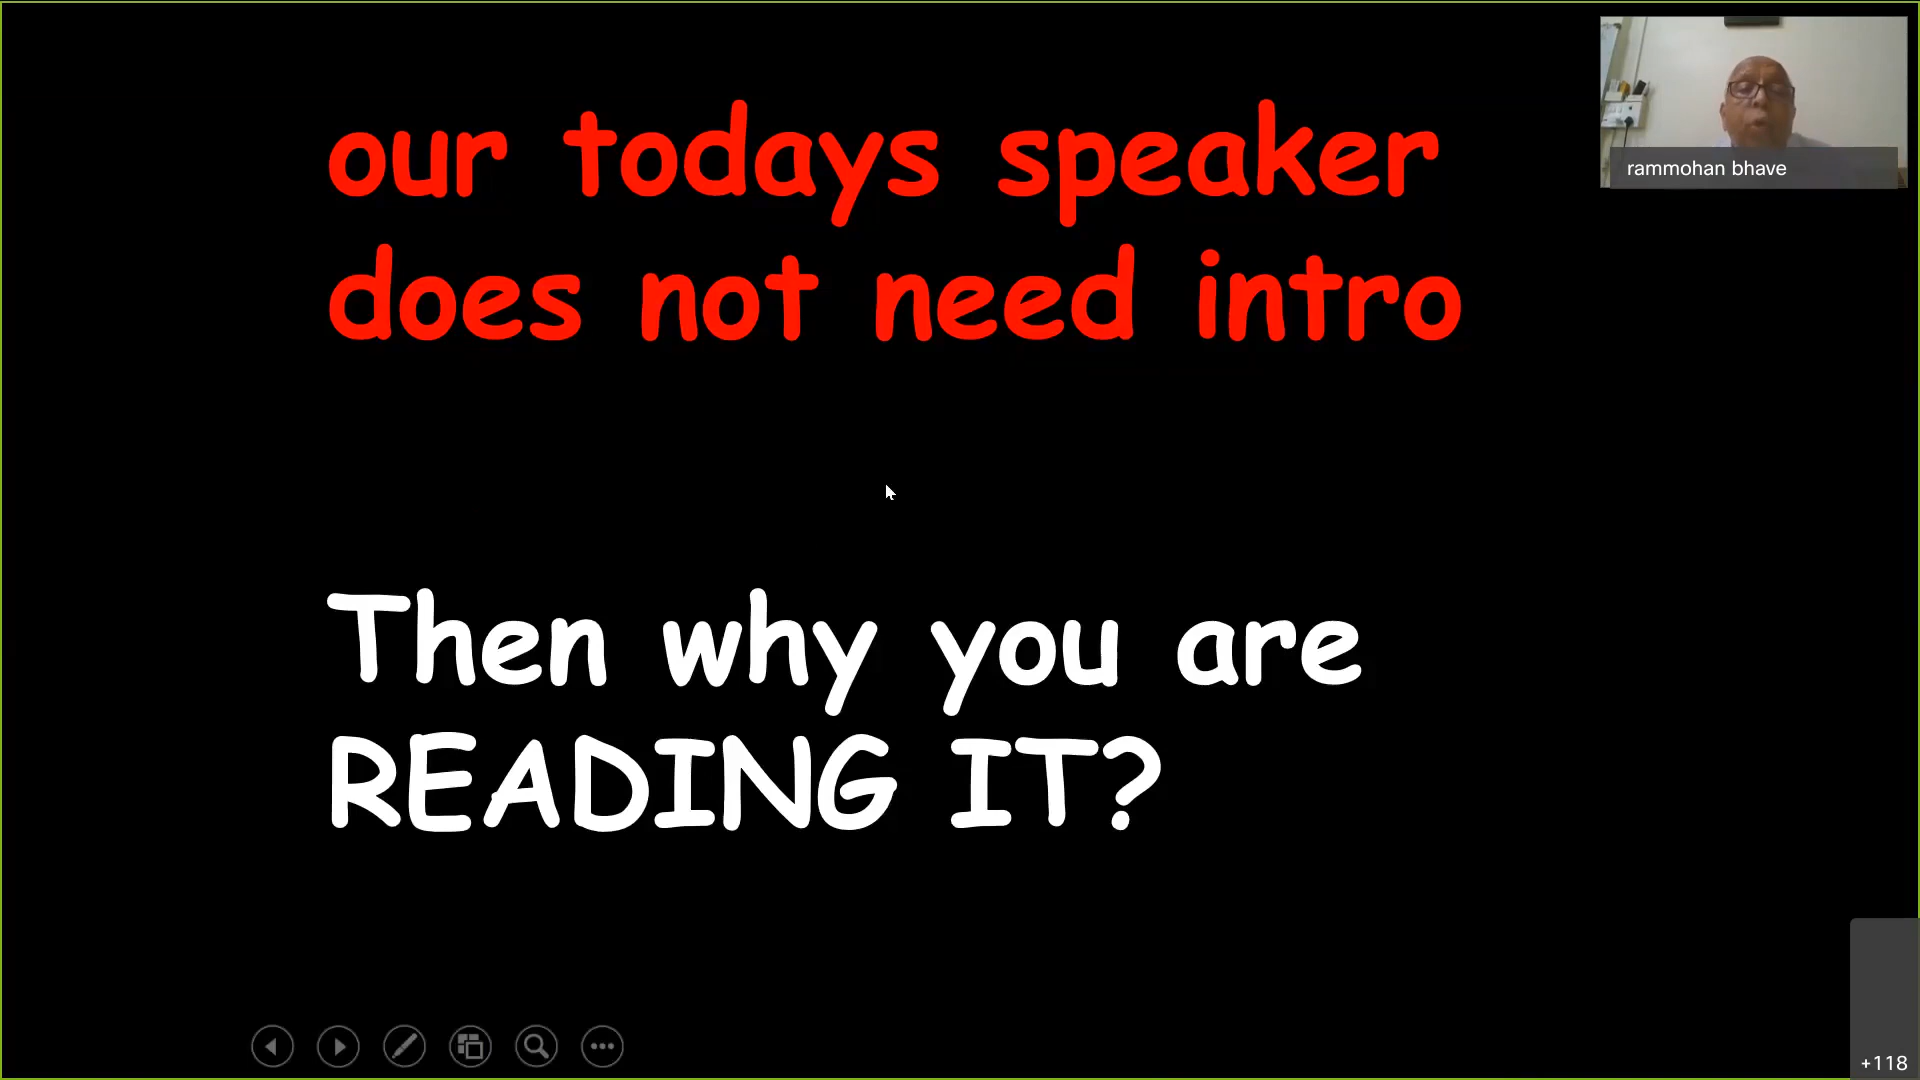 our todays speaker
does not need intro
Then why you are
READING IT?
rammohan bhave
+118